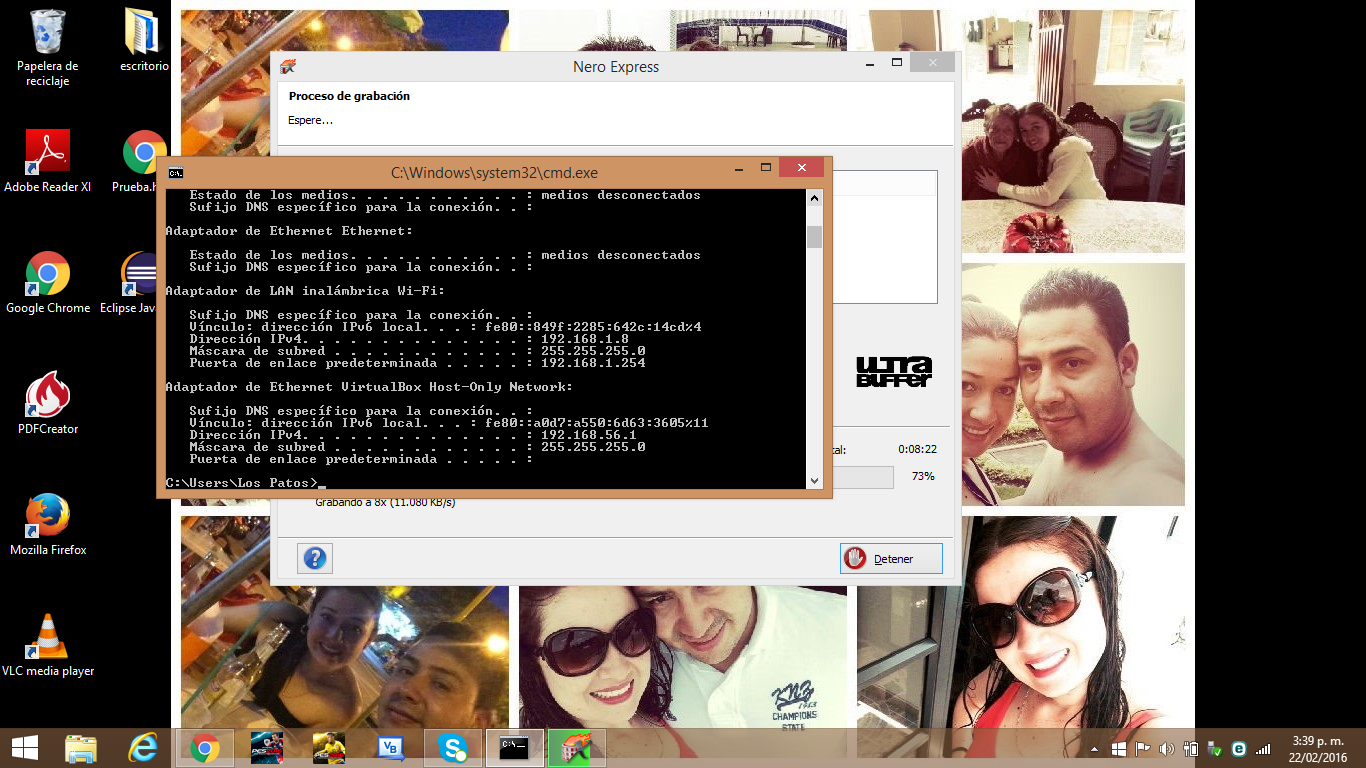 Papelera de
reciclaje
escritorio
Adobe Reader XI
Prueba.h
Google Chrome
Eclipse Java
PDFCreator
Mozilla Firefox
VLC media player
Nero Express
Proceso de grabación
Espere...
C:\Windows\system32\cmd.exe
Estado de los medios. . . . . . . . . . . : medios desconectados
Sufijo DNS específico para la conexión. . :
Adaptador de Ethernet Ethernet:
Estado de los medios. . . . . . . . . . . : medios desconectados
Sufijo DNS específico para la conexión. . :
Adaptador de LAN inalámbrica Wi-Fi:
Sufijo DNS específico para la conexión. . :
Vínculo: dirección IPv6 local. . . : fe80::849f:2285:642c:14cd%4
Dirección IPv4. . . . . . . . . . . . . . : 192.168.1.8
Máscara de subred . . . . . . . . . . . . : 255.255.255.0
Puerta de enlace predeterminada . . . . . : 192.168.1.254
Adaptador de Ethernet VirtualBox Host-Only Network:
Sufijo DNS específico para la conexión. . :
Vínculo: dirección IPv6 local. . . : fe80::a0d7:a550:6d63:3605%11
Dirección IPv4. . . . . . . . . . . . . . : 192.168.56.1
Máscara de subred . . . . . . . . . . . . : 255.255.255.0
Puerta de enlace predeterminada . . . . . :
C:\Users\Los Patos>_
ULTRA
BUFFER
tal: 0:08:22
73%
Grabando a 8x (11.080 KB/s)
Detener
CHAMPIONS
STATE
3:39 p. m.
22/02/2016